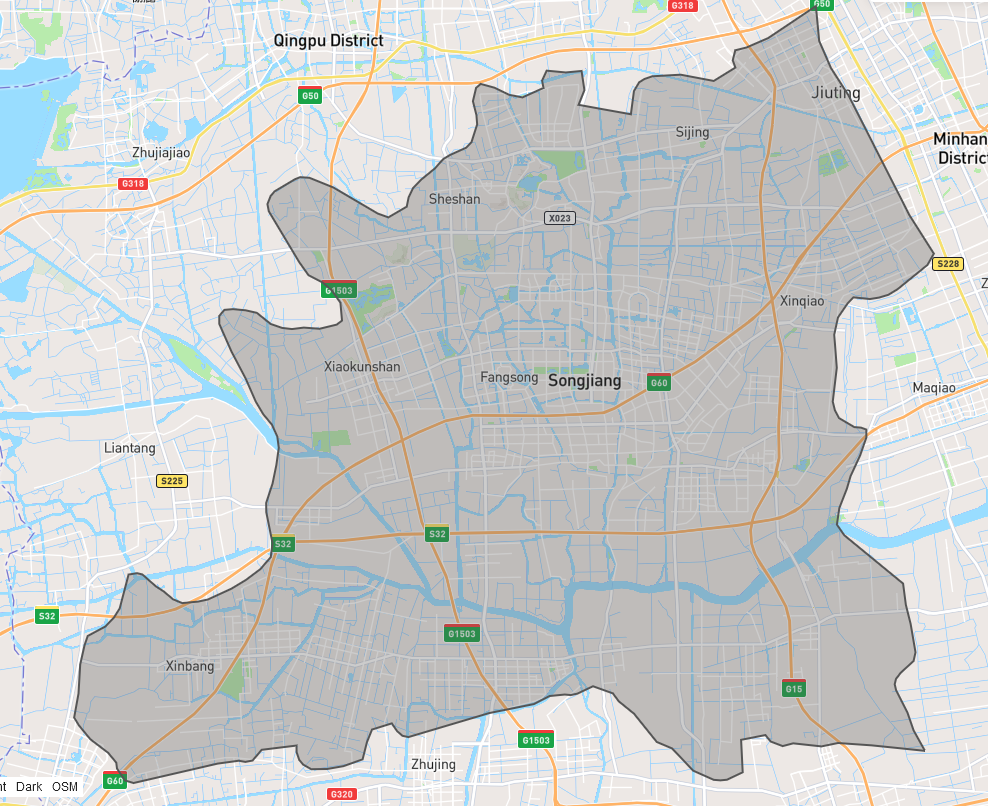 G318
G50
Qingpu District
G50
Jiuting
Sijing
Minhan
District
Zhujiajiao
G318
Sheshan
X023
S228
G1503
Xinqiao
Xiaokunshan
Fangsong
Songjiang
G60
Maqiao
Liantang
S225
S32
S32
S32
G1503
Xinbang
G15
G1503
Zhujing
G60
nt Dark OSM
G320